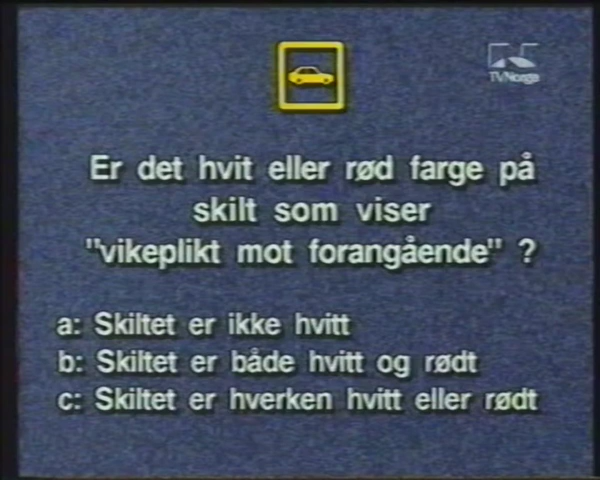 TVNorge
Er det hvit eller rød farge på
skilt som viser
"vikeplikt mot forangående" ?
a: Skiltet er ikke hvitt
b: Skiltet er både hvitt og rødt
c: Skiltet er hverken hvitt eller rødt